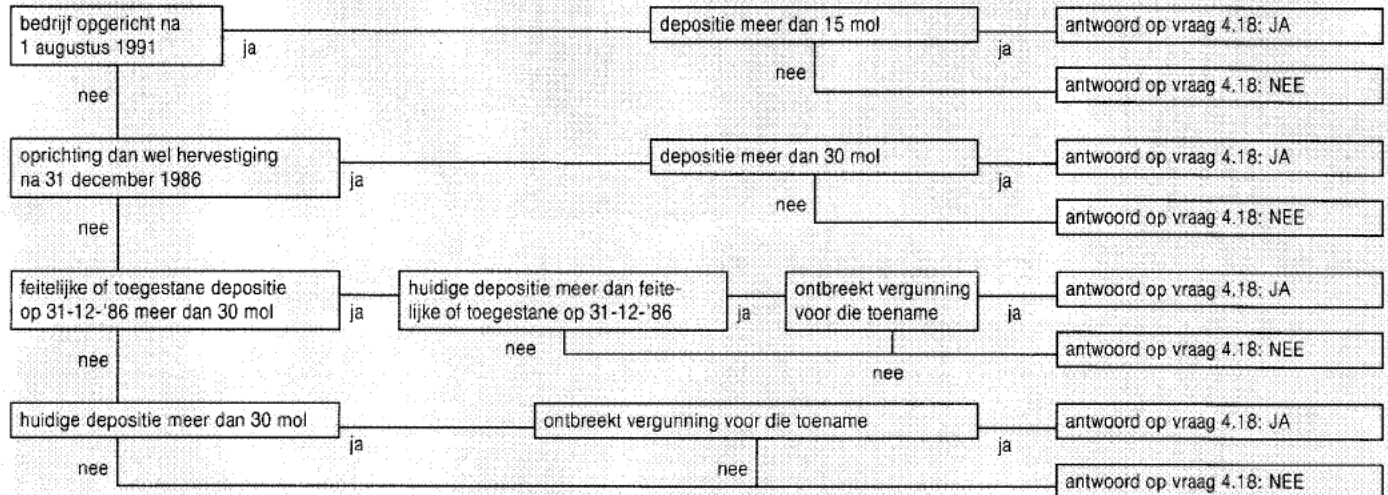 bedrijf opgericht na
1 augustus 1991
ja
depositie meer dan 15 mol
ja
antwoord op vraag 4.18: JA
nee
antwoord op vraag 4.18: NEE
nee
oprichting dan wel hervestiging
na 31 december 1986
ja
depositie meer dan 30 mol
ja
antwoord op vraag 4.18: JA
nee
antwoord op vraag 4.18: NEE
nee
feitelijke of toegestane depositie
op 31-12-'86 meer dan 30 mol
ja
huidige depositie meer dan feite-
lijke of toegestane op 31-12-'86
ja
ontbreekt vergunning
voor die toename
ja
antwoord op vraag 4.18: JA
nee
nee
antwoord op vraag 4.18: NEE
nee
huidige depositie meer dan 30 mol
ja
ontbreekt vergunning voor die toename
ja
antwoord op vraag 4.18: JA
nee
nee
antwoord op vraag 4.18: NEE